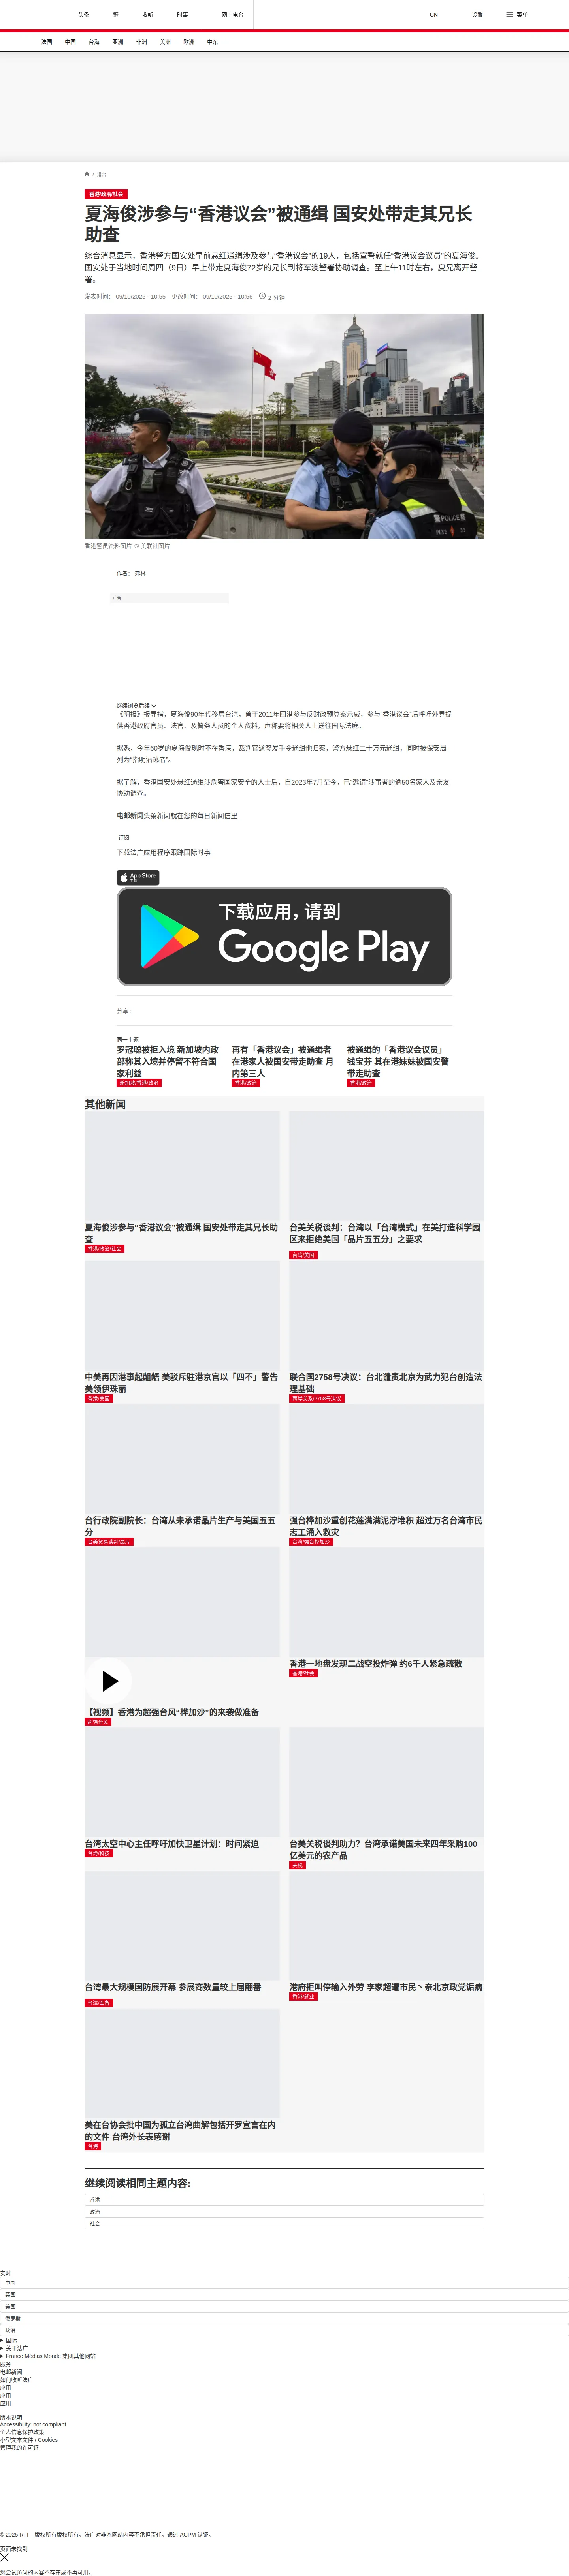 头条
繁
收听
时事
网上电台
CN
设置
菜单
法国
中国
台海
亚洲
非洲
美洲
欧洲
中东
/ 港台
香港/政治/社会
夏海俊涉参与“香港议会”被通缉 国安处带走其兄长
助查
综合消息显示，香港警方国安处早前悬红通缉涉及参与“香港议会”的19人，包括宣誓就任“香港议会议员”的夏海俊。
国安处于当地时间周四（9日）早上带走夏海俊72岁的兄长到将军澳警署协助调查。至上午11时左右，夏兄离开警
署。
发表时间： 09/10/2025 - 10:55 更改时间： 09/10/2025 - 10:56 2 分钟
POLICE
香港警员资料图片 © 美联社图片
作者： 弗林
广告
继续浏览后续
《明报》报导指，夏海俊90年代移居台湾，曾于2011年回港参与反财政预算案示威，参与“香港议会”后呼吁外界提
供香港政府官员、法官、及警务人员的个人资料，声称要将相关人士送往国际法庭。
据悉，今年60岁的夏海俊现时不在香港，裁判官遂签发手令通缉他归案，警方悬红二十万元通缉，同时被保安局
列为“指明潜逃者”。
据了解，香港国安处悬红通缉涉危害国家安全的人士后，自2023年7月至今，已“邀请”涉事者的逾50名家人及亲友
协助调查。
电邮新闻头条新闻就在您的每日新闻信里
订阅
下载法广应用程序跟踪国际时事
App Store
下载
下载应用，请到
Google Play
分享 :
同一主题
罗冠聪被拒入境 新加坡内政
部称其入境并停留不符合国
家利益
新加坡/香港/政治
再有「香港议会」被通缉者
在港家人被国安带走助查 月
内第三人
香港/政治
被通缉的「香港议会议员」
钱宝芬 其在港妹妹被国安警
带走助查
香港/政治
其他新闻
夏海俊涉参与“香港议会”被通缉 国安处带走其兄长助
查
香港/政治/社会
台美关税谈判：台湾以「台湾模式」在美打造科学园
区来拒绝美国「晶片五五分」之要求
台湾/美国
中美再因港事起龃龉 美驳斥驻港京官以「四不」警告
美领伊珠丽
香港/美国
联合国2758号决议：台北谴责北京为武力犯台创造法
理基础
两岸关系/2758号决议
台行政院副院长：台湾从未承诺晶片生产与美国五五
分
台美贸易谈判/晶片
强台桦加沙重创花莲满满泥泞堆积 超过万名台湾市民
志工涌入救灾
台湾/强台桦加沙
【视频】香港为超强台风“桦加沙”的来袭做准备
超强台风
香港一地盘发现二战空投炸弹 约6千人紧急疏散
香港/社会
台湾太空中心主任呼吁加快卫星计划：时间紧迫
台湾/科技
台美关税谈判助力？台湾承诺美国未来四年采购100
亿美元的农产品
关税
台湾最大规模国防展开幕 参展商数量较上届翻番
台湾/军备
港府拒叫停输入外劳 李家超遭市民丶亲北京政党诟病
香港/就业
美在台协会批中国为孤立台湾曲解包括开罗宣言在内
的文件 台湾外长表感谢
台海
继续阅读相同主题内容:
香港
政治
社会
实时
中国
英国
美国
俄罗斯
政治
国际
关于法广
France Médias Monde 集团其他网站
服务
电邮新闻
如何收听法广
应用
应用
应用
版本说明
Accessibility: not compliant
个人信息保护政策
小型文本文件 / Cookies
管理我的许可证
© 2025 RFI – 版权所有版权所有。法广对非本网站内容不承担责任。通过 ACPM 认证。
页面未找到
您尝试访问的内容不存在或不再可用。